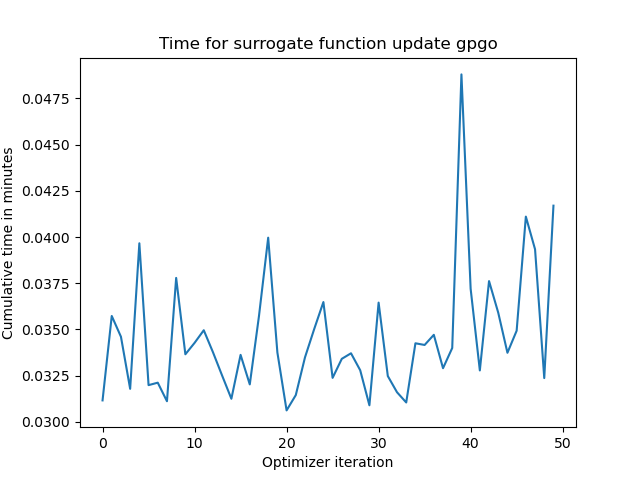 Time for surrogate function update gpgo
Cumulative time in minutes
0.0475
0.0450
0.0425
0.0400
0.0375
0.0350
0.0325
0.0300
0 10 20 30 40 50
Optimizer iteration